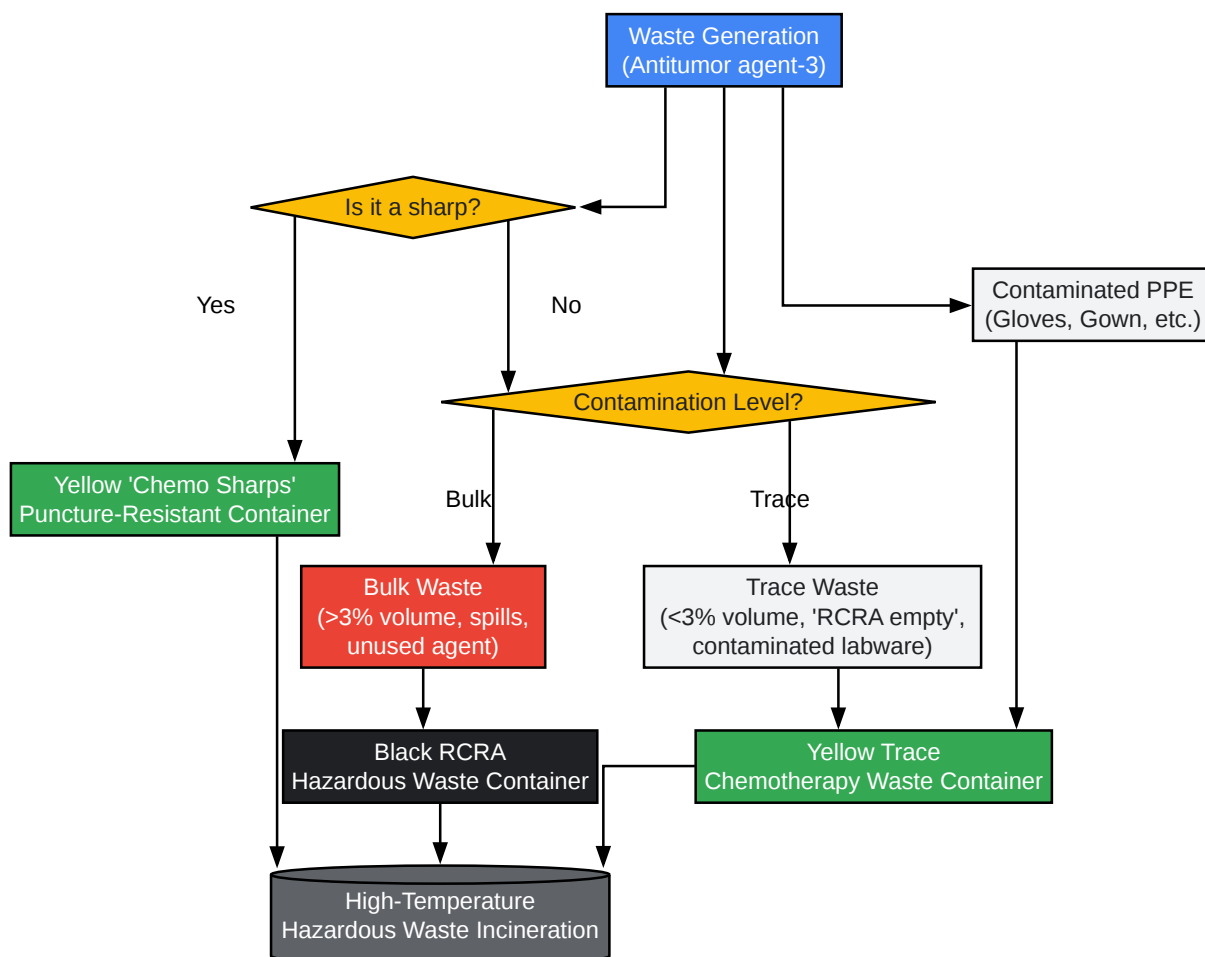 Waste Generation
(Antitumor agent-3)
Is it a sharp?
Contaminated PPE
(Gloves, Gown, etc.)
Yes
No
Contamination Level?
Yellow 'Chemo Sharps'
Puncture-Resistant Container
Bulk
Trace
Bulk Waste
(>3% volume, spills,
unused agent)
Trace Waste
(<3% volume, 'RCRA empty',
contaminated labware)
Black RCRA
Hazardous Waste Container
Yellow Trace
Chemotherapy Waste Container
High-Temperature
Hazardous Waste Incineration